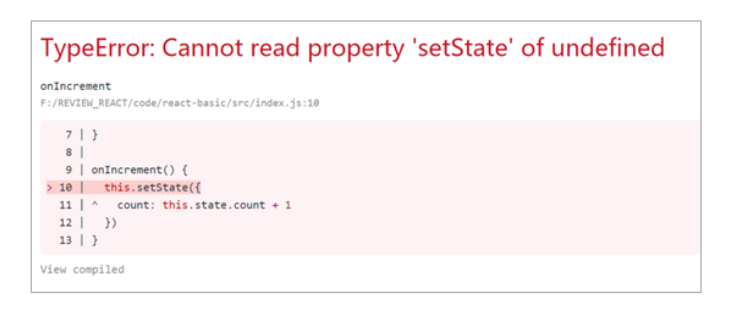 TypeError: Cannot read property 'setState' of undefined
onIncrement
F:/REVIEW_REACT/code/react-basic/src/index.js:10
   7 | }
   8 |
   9 | onIncrement() {
> 10 |   this.setState({
  11 | ^   count: this.state.count + 1
  12 |   })
  13 | }
View compiled